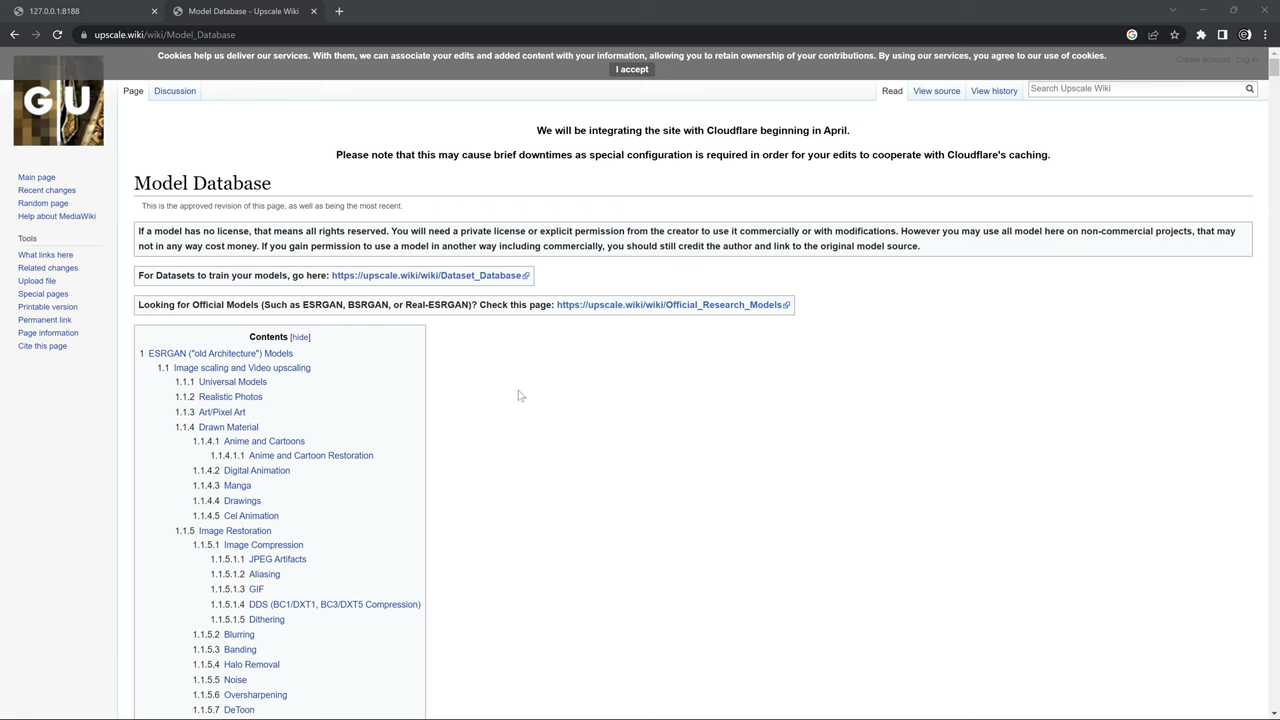 127.0.0.1:8188
Model Database - Upscale Wiki
upscale.wiki/wiki/Model_Database
Cookies help us deliver our services. With them, we can associate your edits and added content with your information, allowing you to retain ownership of your contributions. By using our services, you agree to our use of cookies.
I accept
Create account Log in
GU
Page Discussion
Read View source View history
Search Upscale Wiki
We will be integrating the site with Cloudflare beginning in April.
Please note that this may cause brief downtimes as special configuration is required in order for your edits to cooperate with Cloudflare's caching.
Main page
Recent changes
Random page
Help about MediaWiki
Tools
What links here
Related changes
Upload file
Special pages
Printable version
Permanent link
Page information
Cite this page
Model Database
This is the approved revision of this page, as well as being the most recent.
If a model has no license, that means all rights reserved. You will need a private license or explicit permission from the creator to use it commercially or with modifications. However you may use all model here on non-commercial projects, that may
not in any way cost money. If you gain permission to use a model in another way including commercially, you should still credit the author and link to the original model source.
For Datasets to train your models, go here: https://upscale.wiki/wiki/Dataset_Database
Looking for Official Models (Such as ESRGAN, BSRGAN, or Real-ESRGAN)? Check this page: https://upscale.wiki/wiki/Official_Research_Models
Contents [hide]
1 ESRGAN ("old Architecture") Models
1.1 Image scaling and Video upscaling
1.1.1 Universal Models
1.1.2 Realistic Photos
1.1.3 Art/Pixel Art
1.1.4 Drawn Material
1.1.4.1 Anime and Cartoons
1.1.4.1.1 Anime and Cartoon Restoration
1.1.4.2 Digital Animation
1.1.4.3 Manga
1.1.4.4 Drawings
1.1.4.5 Cel Animation
1.1.5 Image Restoration
1.1.5.1 Image Compression
1.1.5.1.1 JPEG Artifacts
1.1.5.1.2 Aliasing
1.1.5.1.3 GIF
1.1.5.1.4 DDS (BC1/DXT1, BC3/DXT5 Compression)
1.1.5.1.5 Dithering
1.1.5.2 Blurring
1.1.5.3 Banding
1.1.5.4 Halo Removal
1.1.5.5 Noise
1.1.5.6 Oversharpening
1.1.5.7 DeToon